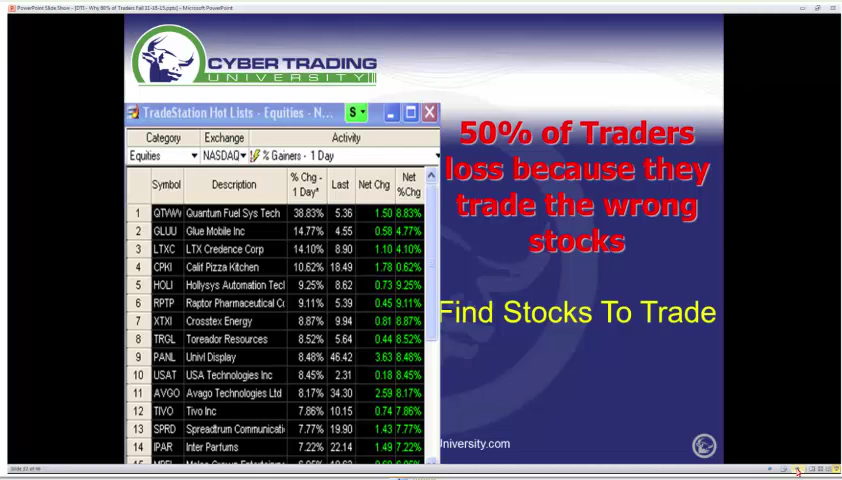 PowerPoint Slide Show - [DTI - Why 80% of Traders Fail 11-18-15.pptx] - Microsoft PowerPoint
CYBER TRADING
UNIVERSITY
TradeStation Hot Lists - Equities - N... S
Category Exchange Activity
Equities NASDAQ % Gainers - 1 Day
Symbol Description % Chg - 1 Day* Last Net Chg Net %Chg
1 Quantum Fuel Sys Tech 38.83% 5.36 1.50 8.83%
2 GLUU Glue Mobile Inc 14.77% 4.55 0.58 4.77%
3 LTXC LTX Credence Corp 14.10% 8.90 1.10 4.10%
4 CPKI Calif Pizza Kitchen 10.62% 18.49 1.78 0.62%
5 HOLI Hollysys Automation Tecl 9.25% 8.62 0.73 9.25%
6 RPTP Raptor Pharmaceutical Cc 9.11% 5.39 0.45 9.11%
7 XTXI Crosstex Energy 8.87% 9.94 0.81 8.87%
8 TRGL Toreador Resources 8.52% 5.64 0.44 8.52%
9 PANL Univl Display 8.48% 46.42 3.63 8.48%
10 USAT USA Technologies Inc 8.45% 2.31 0.18 8.45%
11 AVGO Avago Technologies Ltd 8.17% 34.30 2.59 8.17%
12 TIVO Tivo Inc 7.86% 10.15 0.74 7.86%
13 SPRD Spreadtrum Communicati 7.77% 19.90 1.43 7.77%
14 IPAR Inter Parfums 7.22% 22.14 1.49 7.22%
50% of Traders
loss because they
trade the wrong
stocks
Find Stocks To Trade
University.com